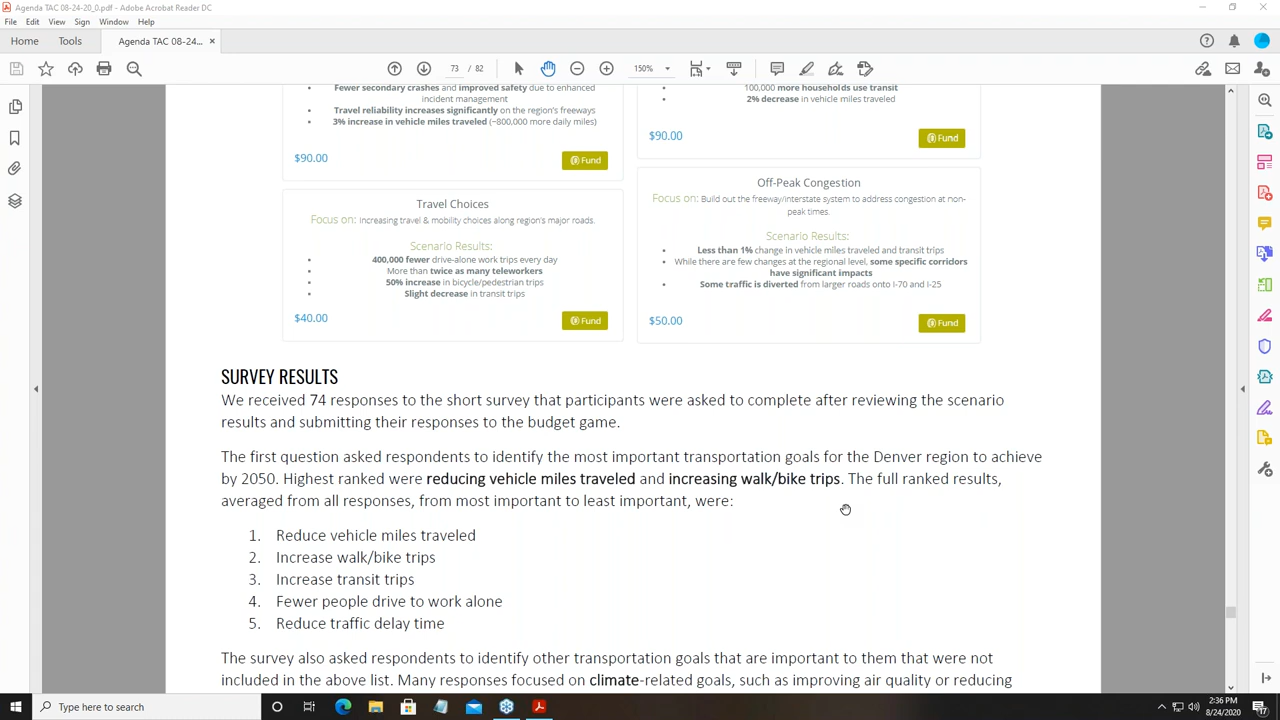 Agenda TAC 08-24-20_0.pdf - Adobe Acrobat Reader DC
File Edit View Sign Window Help
Home Tools Agenda TAC 08-24... ×
73 / 82 150%
Fewer secondary crashes and improved safety due to enhanced
incident management
Travel reliability increases significantly on the region's freeways
3% increase in vehicle miles traveled (~800,000 more daily miles)
$90.00 Fund
100,000 more households use transit
2% decrease in vehicle miles traveled
$90.00 Fund
Travel Choices
Focus on: Increasing travel & mobility choices along region's major roads.
Scenario Results:
400,000 fewer drive-alone work trips every day
More than twice as many teleworkers
50% increase in bicycle/pedestrian trips
Slight decrease in transit trips
$40.00 Fund
Off-Peak Congestion
Focus on: Build out the freeway/interstate system to address congestion at non-
peak times.
Scenario Results:
Less than 1% change in vehicle miles traveled and transit trips
While there are few changes at the regional level, some specific corridors
have significant impacts
Some traffic is diverted from larger roads onto I-70 and I-25
$50.00 Fund
SURVEY RESULTS
We received 74 responses to the short survey that participants were asked to complete after reviewing the scenario
results and submitting their responses to the budget game.
The first question asked respondents to identify the most important transportation goals for the Denver region to achieve
by 2050. Highest ranked were reducing vehicle miles traveled and increasing walk/bike trips. The full ranked results,
averaged from all responses, from most important to least important, were:
1. Reduce vehicle miles traveled
2. Increase walk/bike trips
3. Increase transit trips
4. Fewer people drive to work alone
5. Reduce traffic delay time
The survey also asked respondents to identify other transportation goals that are important to them that were not
included in the above list. Many responses focused on climate-related goals, such as improving air quality or reducing
Type here to search
2:36 PM
8/24/2020
17